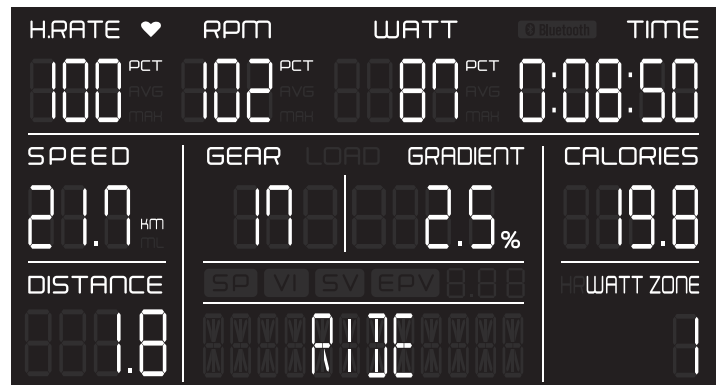 H.RATE ♥ RPM WATT Bluetooth TIME
100 PCT 102 PCT 87 PCT 0:08:50
AVG AVG AVG
MAX MAX MAX
SPEED GEAR LOAD GRADIENT CALORIES
21.7 KM 17 2.5% 19.8
ML
DISTANCE SP VI SV EPV HR WATT ZONE
1.8 RIDE 1